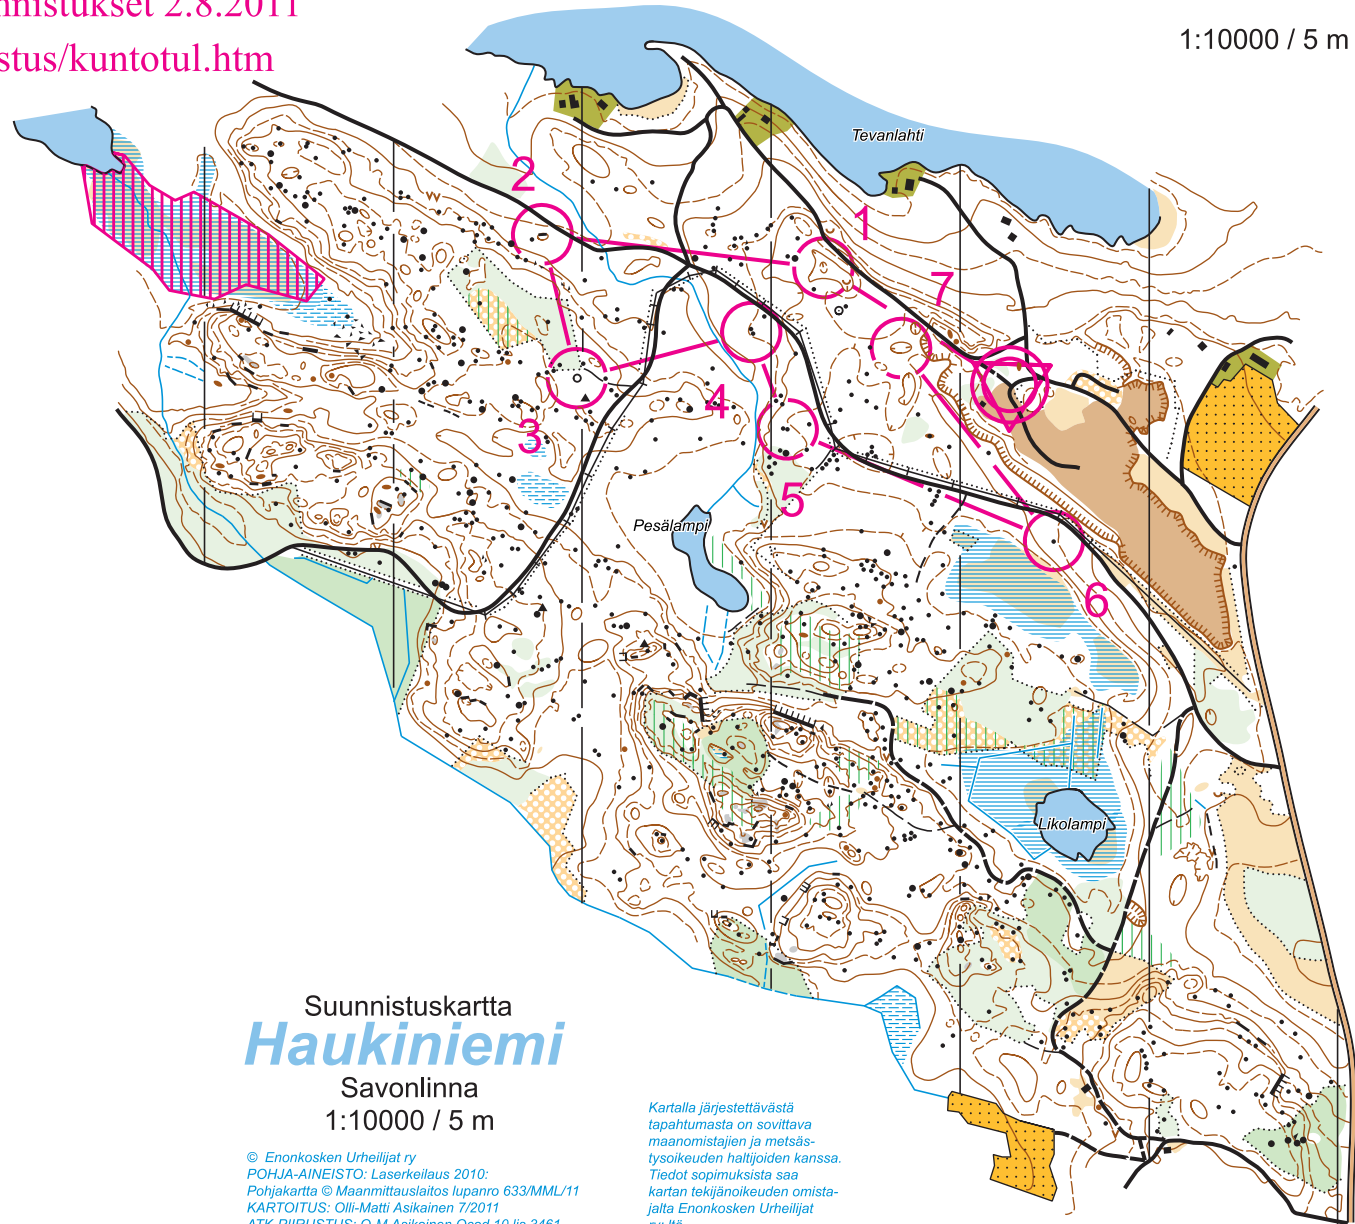 nnistukset 2.8.2011
stus/kuntotul.htm
1:10000 / 5 m
Tevanlahti
2
1
7
3
4
5
Pesälampi
6
Likolampi
Suunnistuskartta
Haukiniemi
Savonlinna
1:10000 / 5 m
© Enonkosken Urheilijat ry
POHJA-AINEISTO: Laserkeilaus 2010:
Pohjakartta © Maanmittauslaitos lupanro 633/MML/11
KARTOITUS: Olli-Matti Asikainen 7/2011
Kartalla järjestettävästä
tapahtumasta on sovittava
maanomistajien ja metsäs-
tysoikeuden haltijoiden kanssa.
Tiedot sopimuksista saa
kartan tekijänoikeuden omista-
jalta Enonkosken Urheilijat